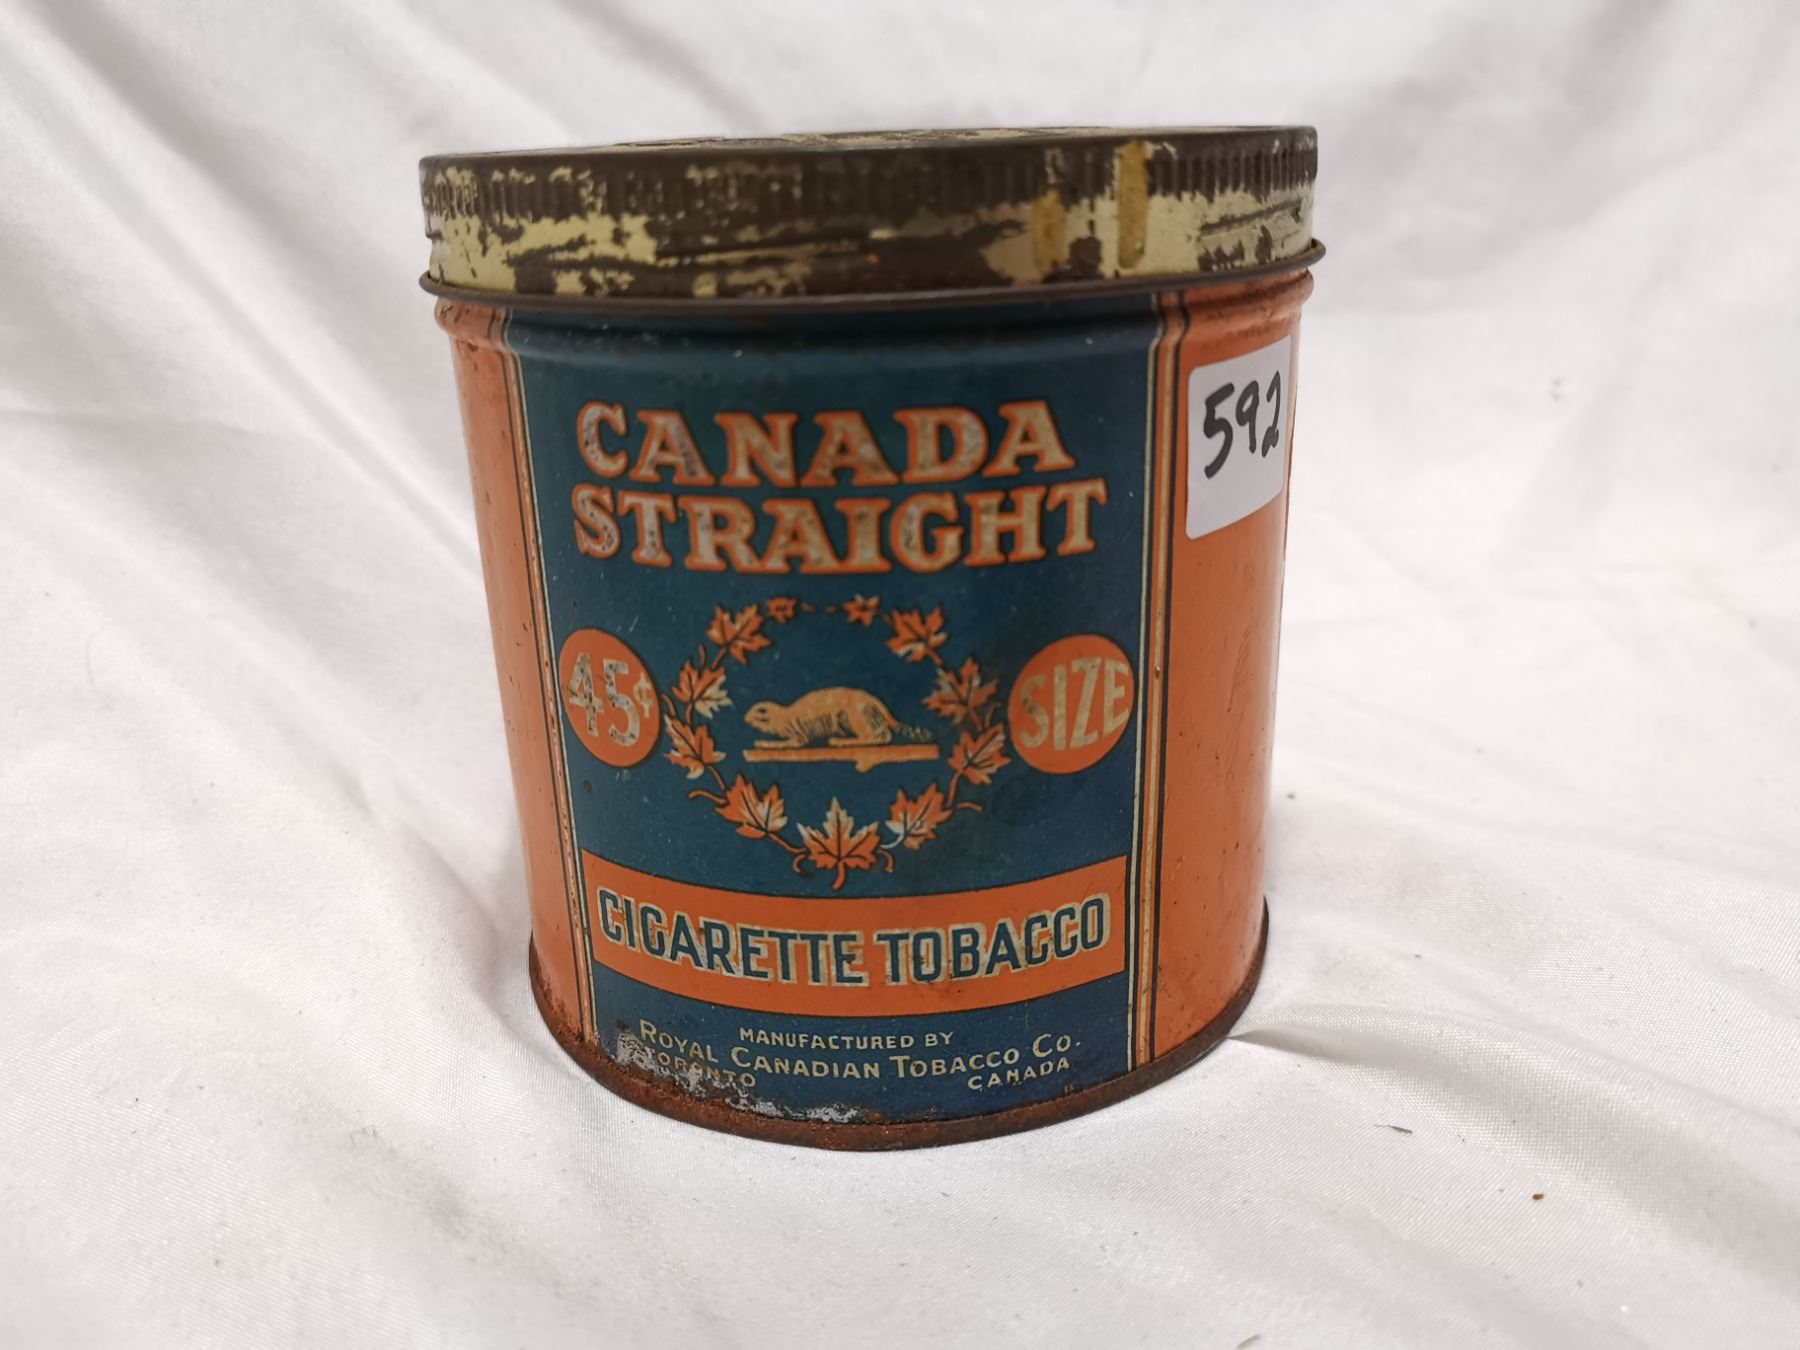 CANADA
STRAIGHT
45¢ SIZE
CIGARETTE TOBACCO
MANUFACTURED BY
ROYAL CANADIAN TOBACCO CO.
TORONTO CANADA
592